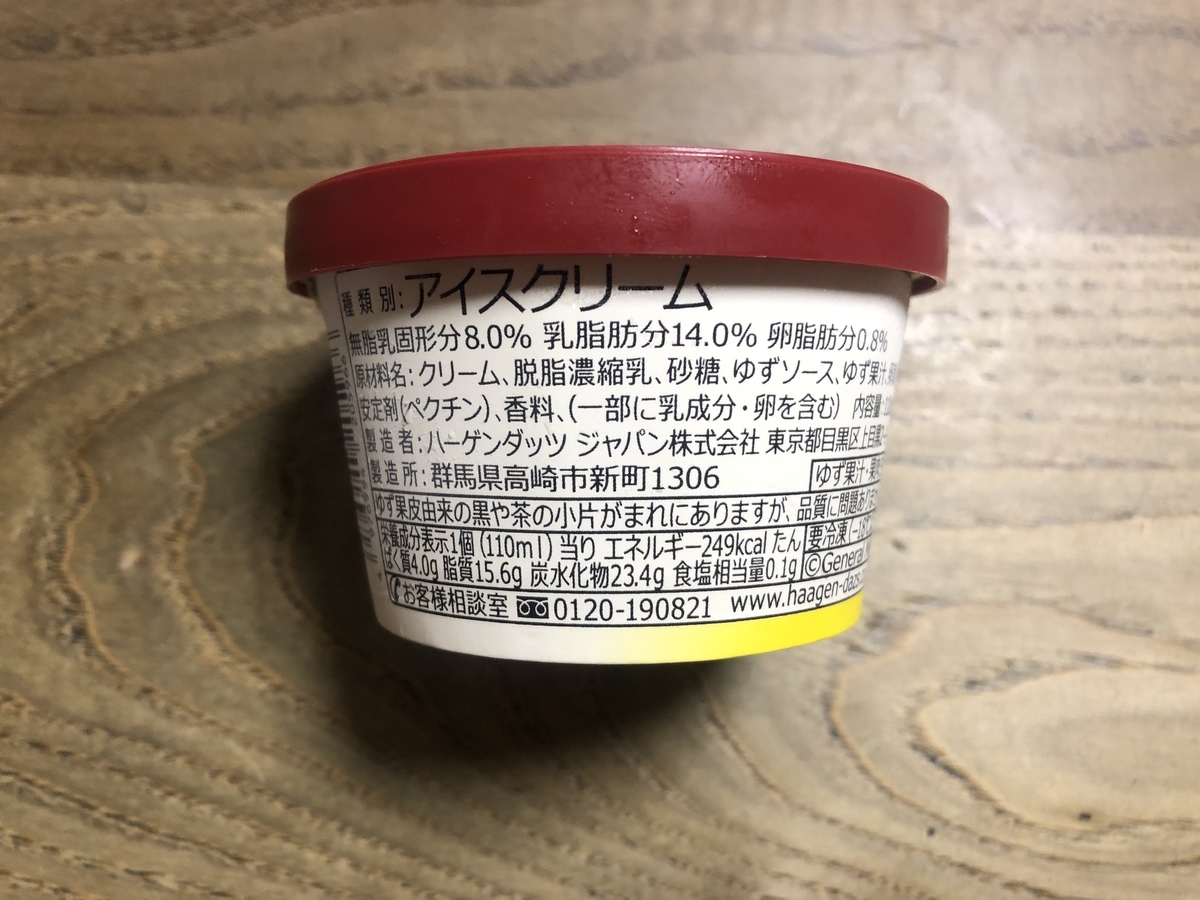 種類別:アイスクリーム
無脂乳固形分8.0% 乳脂肪分14.0% 卵脂肪分0.8%
原材料名:クリーム、脱脂濃縮乳、砂糖、ゆずソース、ゆず果汁、
安定剤(ペクチン)、香料、(一部に乳成分・卵を含む) 内容量:
製造者:ハーゲンダッツ ジャパン株式会社 東京都目黒区上目黒
製造所:群馬県高崎市新町1306
ゆず果汁・果
ゆず果皮由来の黒や茶の小片がまれにありますが、品質に問題あり
栄養成分表示1個(110ml)当り エネルギー249kcal たん
ぱく質4.0g 脂質15.6g 炭水化物23.4g 食塩相当量0.1g
要冷凍(-18℃
©General
お客様相談室 0120-190821 www.haagen-dazs